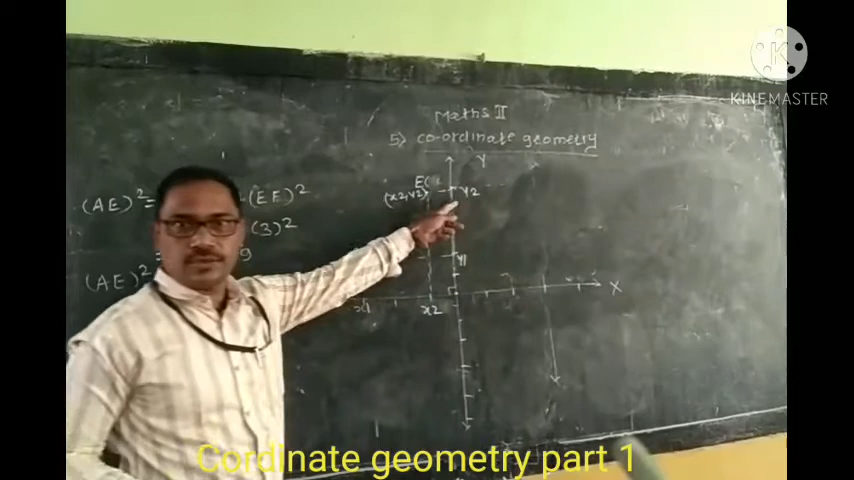 KINEMASTER
Maths II
5) co-ordinate geometry
Y
E(
(x2,y2)
y2
(AE)²=
(EE)²
(3)²
9
(AE)²
y1
x1
x2
X
Cordinate geometry part 1